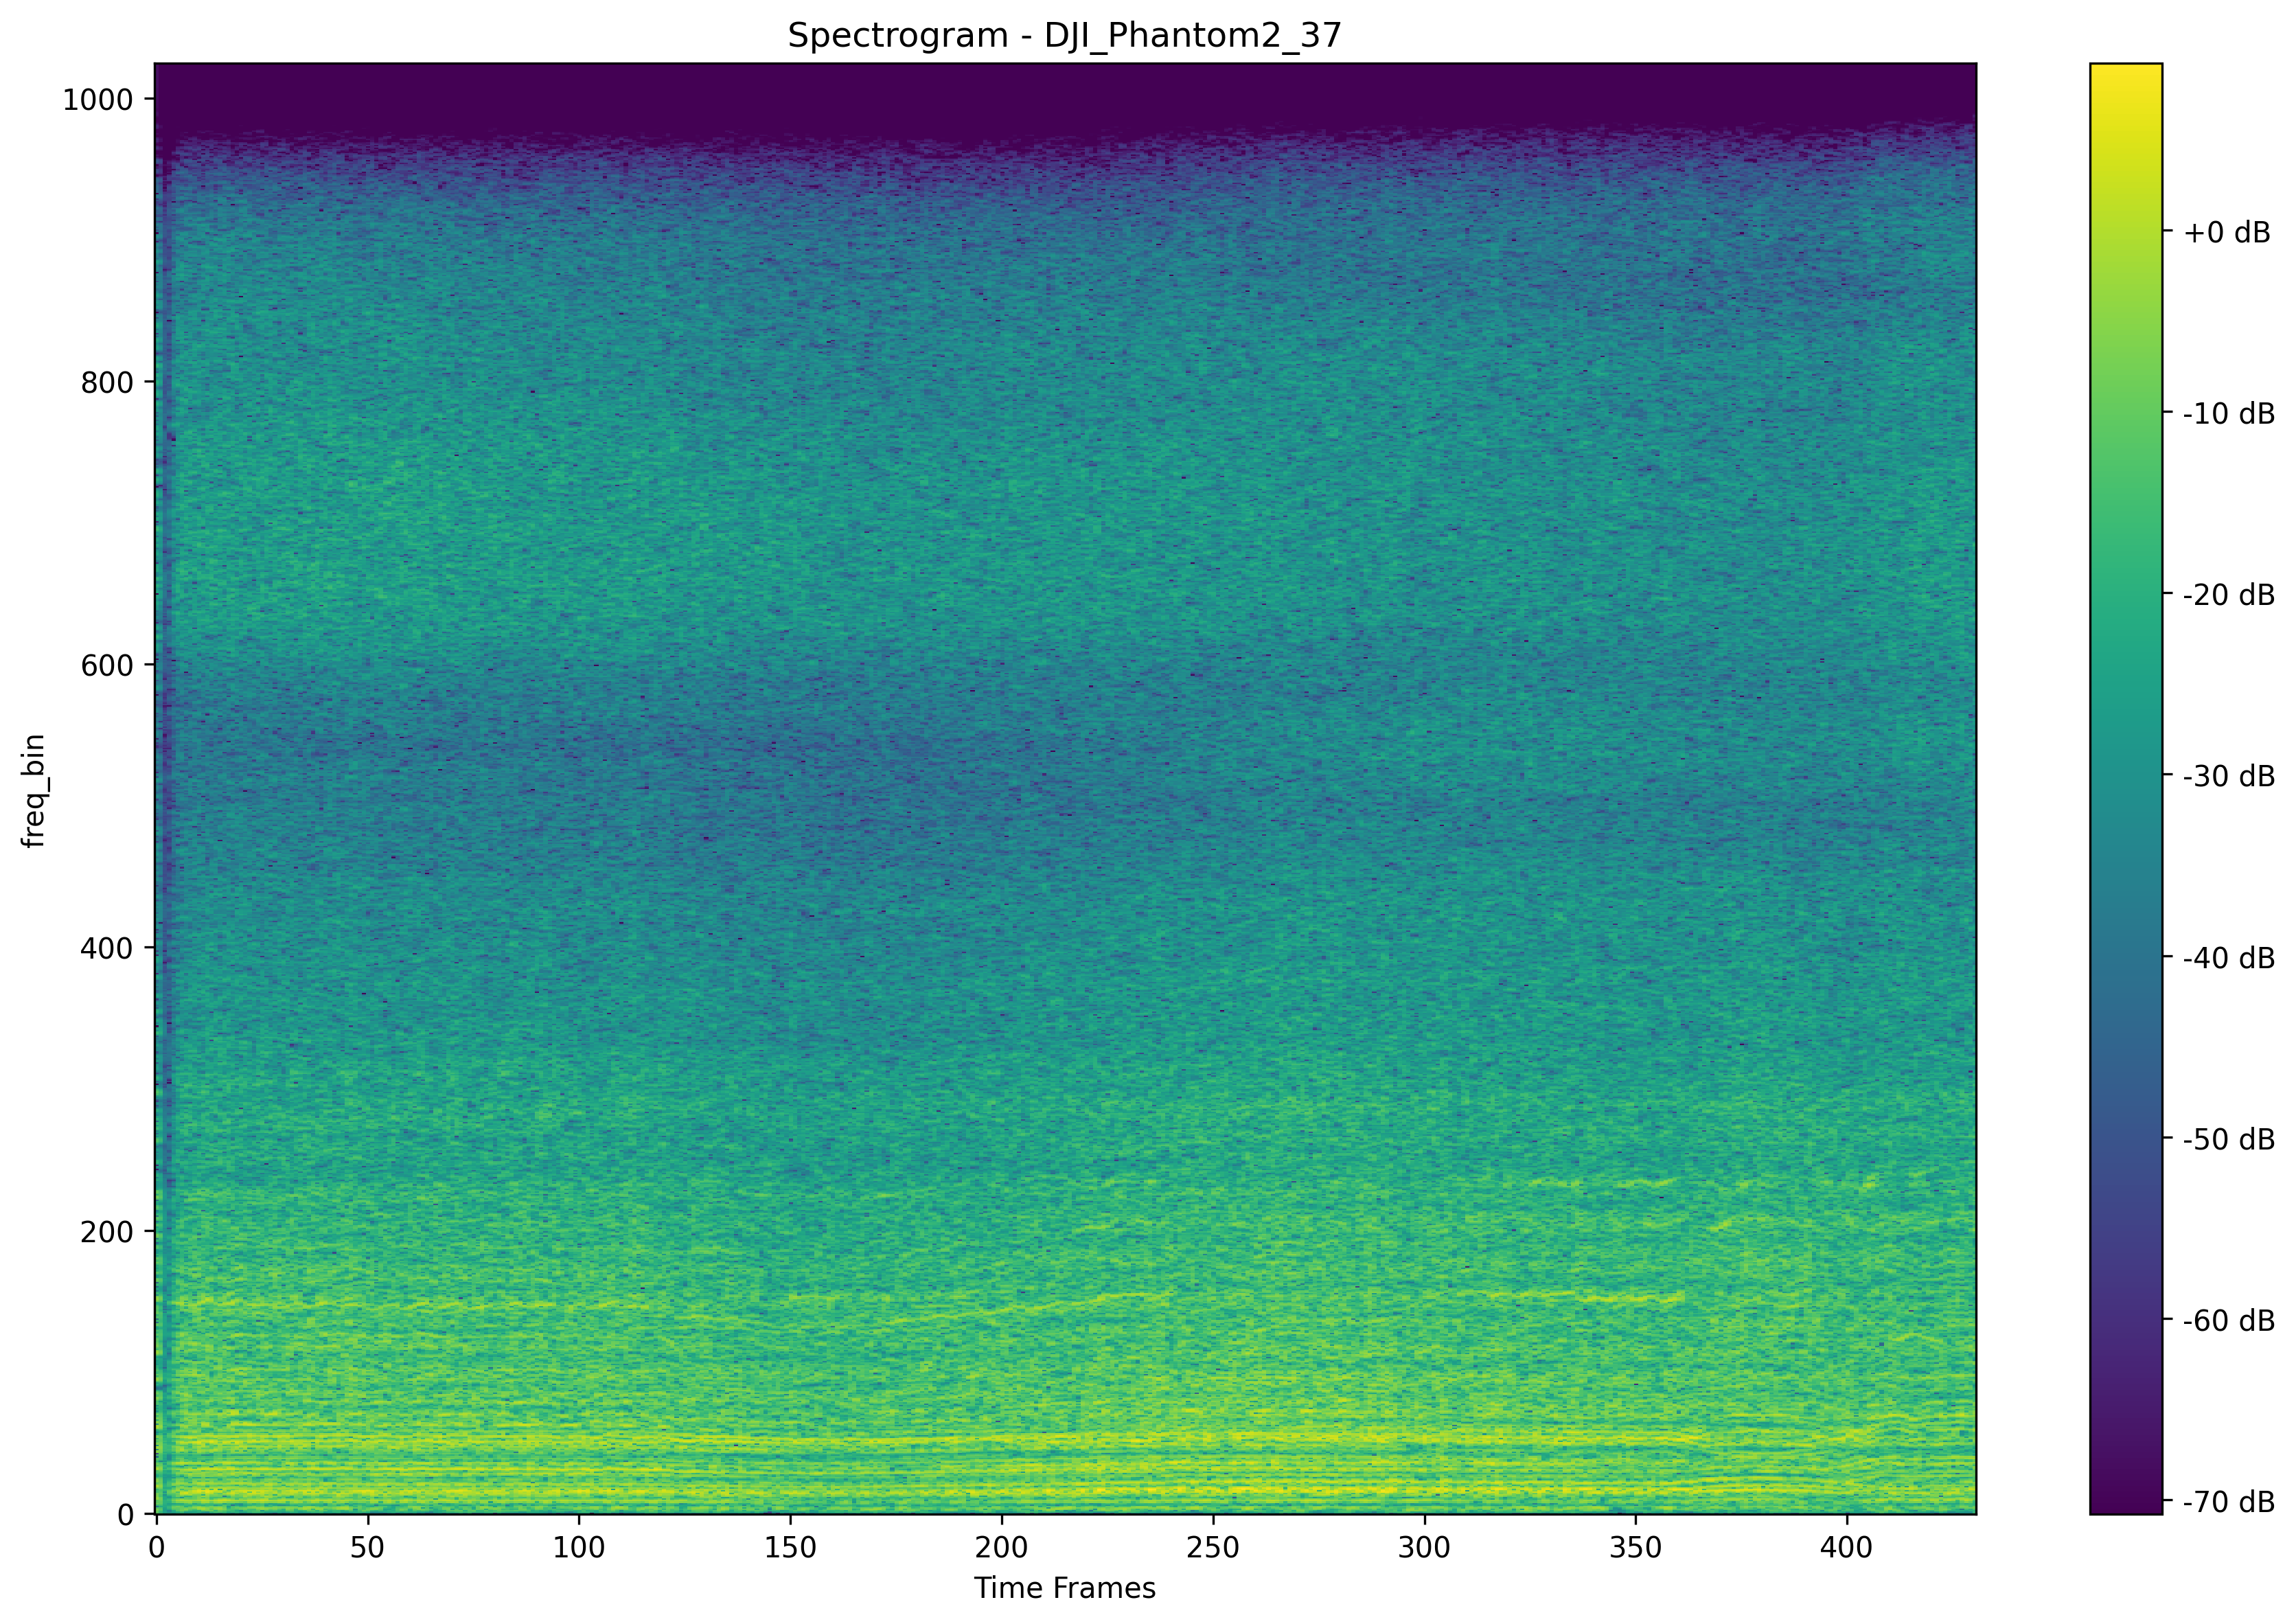 Spectrogram - DJI_Phantom2_37
1000
800
600
400
200
0
freq_bin
0 50 100 150 200 250 300 350 400
Time Frames
+0 dB
-10 dB
-20 dB
-30 dB
-40 dB
-50 dB
-60 dB
-70 dB